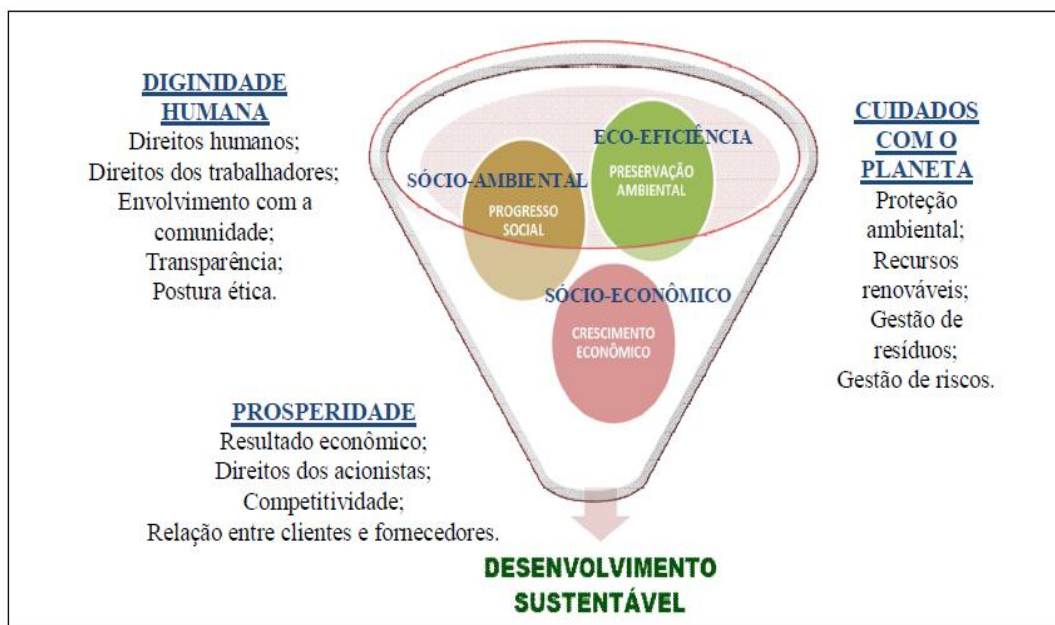 DIGINIDADE
HUMANA
Direitos humanos;
Direitos dos trabalhadores;
Envolvimento com a
comunidade;
Transparência;
Postura ética.
ECO-EFICIÊNCIA
PRESERVAÇÃO
AMBIENTAL
SÓCIO-AMBIENTAL
PROGRESSO
SOCIAL
SÓCIO-ECONÔMICO
CRESCIMENTO
ECONÔMICO
CUIDADOS
COM O
PLANETA
Proteção
ambiental;
Recursos
renováveis;
Gestão de
resíduos;
Gestão de riscos.
PROSPERIDADE
Resultado econômico;
Direitos dos acionistas;
Competitividade;
Relação entre clientes e fornecedores.
DESENVOLVIMENTO
SUSTENTÁVEL